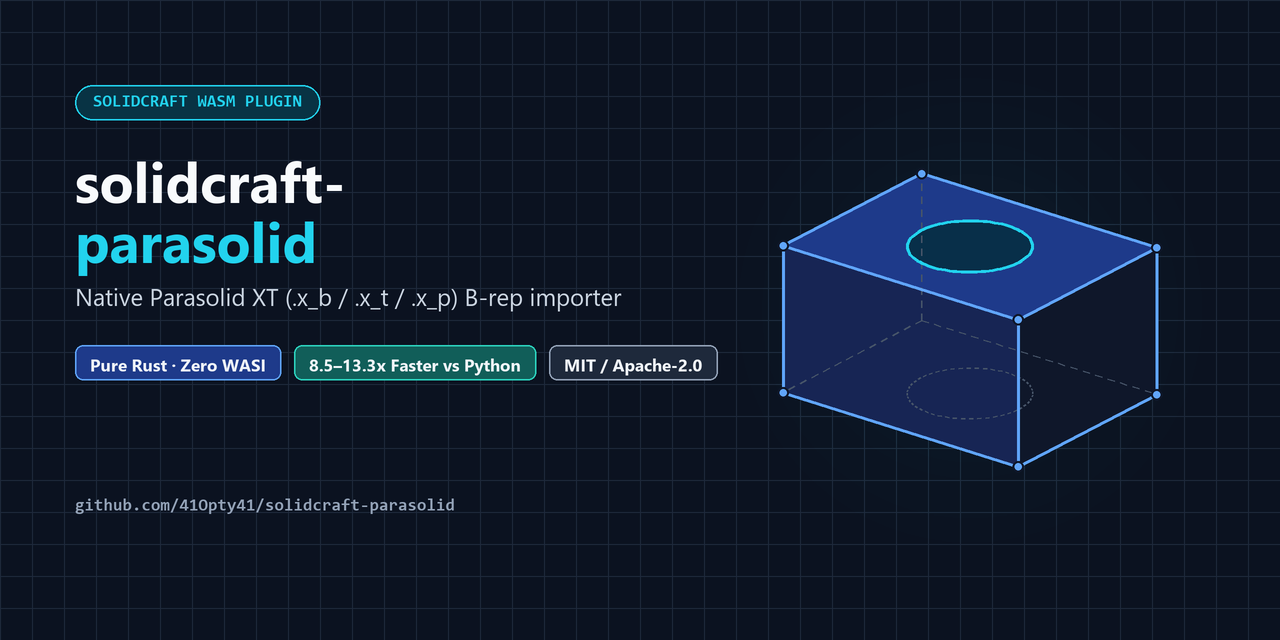 SOLIDCRAFT WASM PLUGIN
solidcraft-
parasolid
Native Parasolid XT (.x_b / .x_t / .x_p) B-rep importer
Pure Rust · Zero WASI
8.5–13.3x Faster vs Python
MIT / Apache-2.0
github.com/410pty41/solidcraft-parasolid